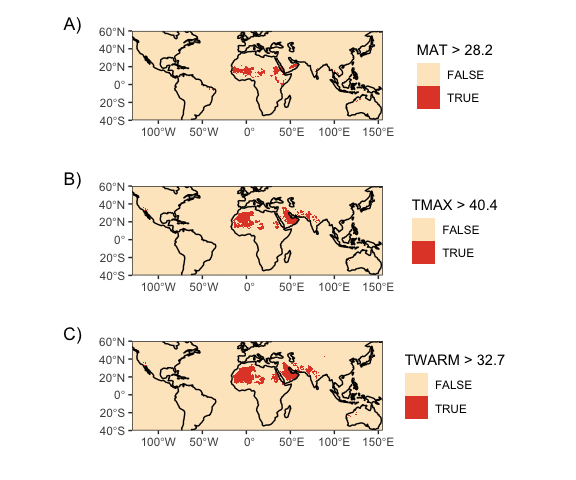 A)
60°N
40°N
20°N
0°
20°S
40°S
100°W 50°W 0° 50°E 100°E 150°E
MAT > 28.2
FALSE
TRUE
B)
60°N
40°N
20°N
0°
20°S
40°S
100°W 50°W 0° 50°E 100°E 150°E
TMAX > 40.4
FALSE
TRUE
C)
60°N
40°N
20°N
0°
20°S
40°S
100°W 50°W 0° 50°E 100°E 150°E
TWARM > 32.7
FALSE
TRUE